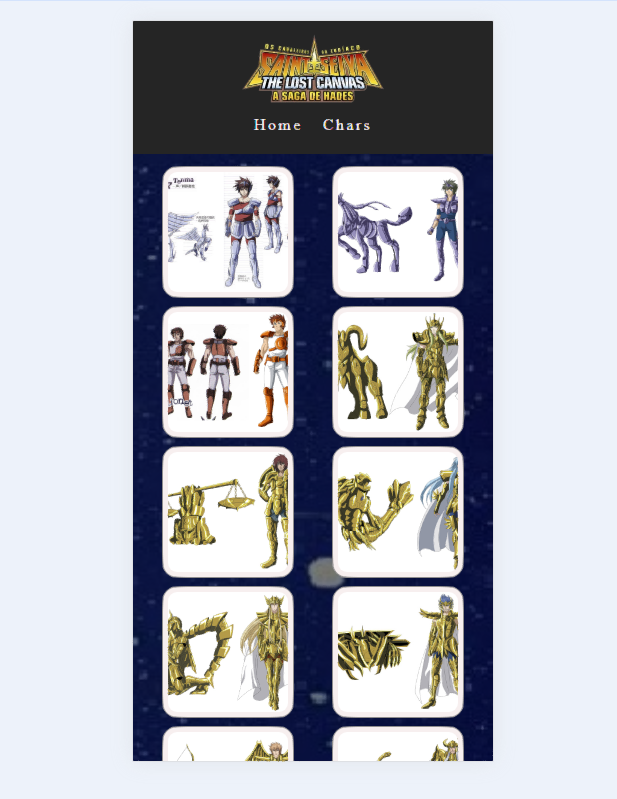 OS CAVALEIROS DO ZODÍACO
SAINT SEIYA
THE LOST CANVAS
A SAGA DE HADES
Home Chars
Tenma